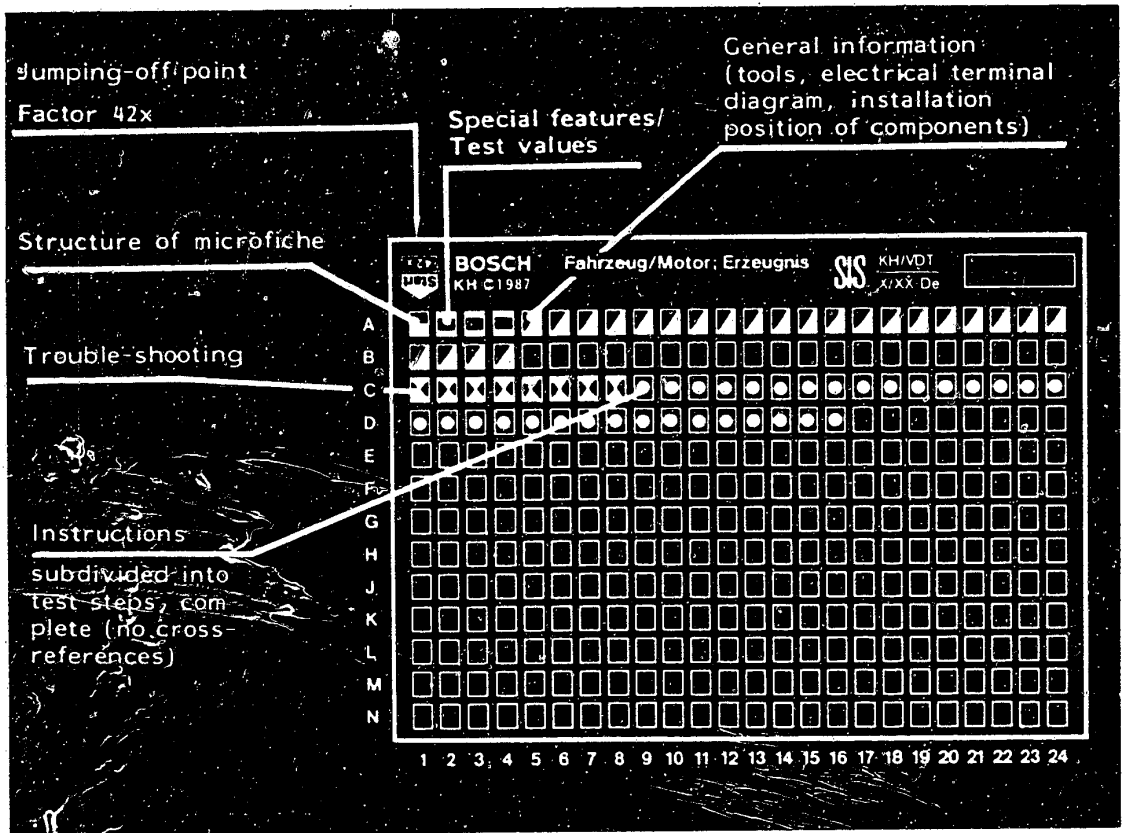 Jumping-off point
Factor 42x
Special features/
Test values
General information
(tools, electrical terminal
diagram, installation
position of components)
Structure of microfiche
Trouble-shooting
Instructions
subdivided into
test steps, com
plete (no cross-
references)
42x
Start
BOSCH
KH C1987
Fahrzeug/Motor; Erzeugnis
SIS
KH/VDT
X/XX De
A
B
C
D
E
F
G
H
J
K
L
M
N
1 2 3 4 5 6 7 8 9 10 11 12 13 14 15 16 17 18 19 20 21 22 23 24